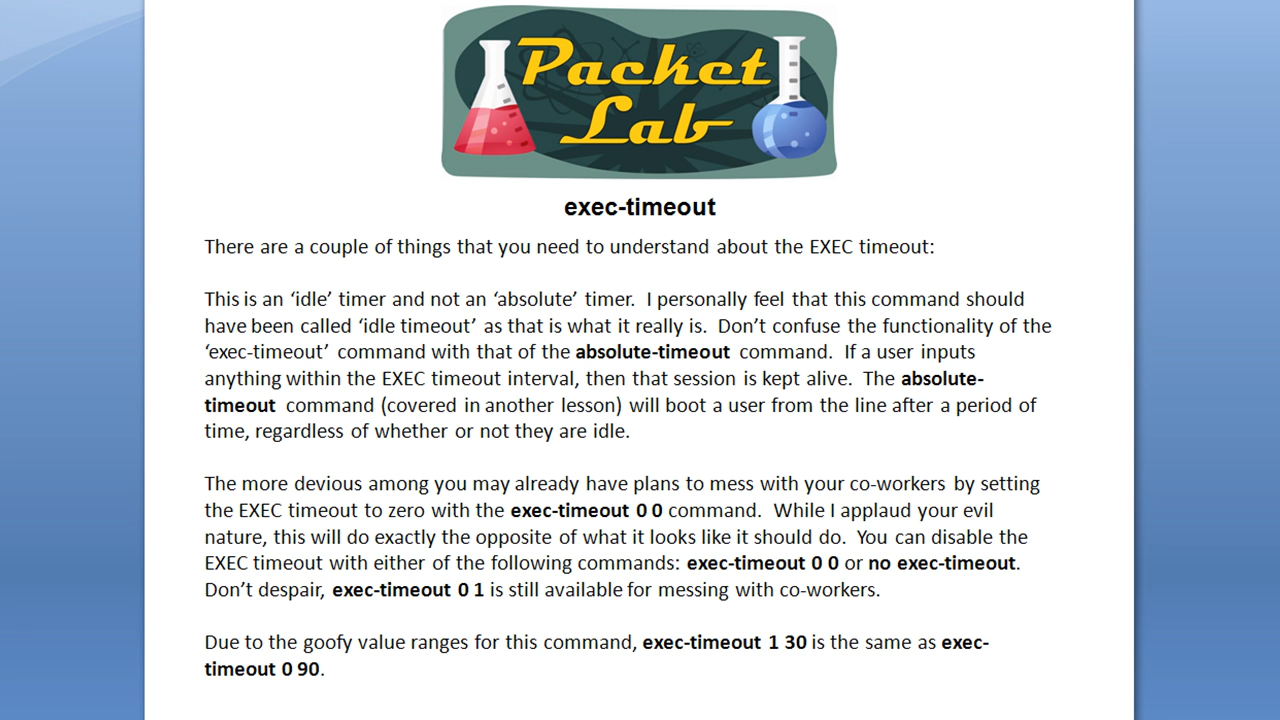 Packet
Lab
exec-timeout
There are a couple of things that you need to understand about the EXEC timeout:
This is an ‘idle’ timer and not an ‘absolute’ timer.  I personally feel that this command should
have been called ‘idle timeout’ as that is what it really is.  Don’t confuse the functionality of the
‘exec-timeout’ command with that of the absolute-timeout command.  If a user inputs
anything within the EXEC timeout interval, then that session is kept alive.  The absolute-
timeout command (covered in another lesson) will boot a user from the line after a period of
time, regardless of whether or not they are idle.
The more devious among you may already have plans to mess with your co-workers by setting
the EXEC timeout to zero with the exec-timeout 0 0 command.  While I applaud your evil
nature, this will do exactly the opposite of what it looks like it should do.  You can disable the
EXEC timeout with either of the following commands: exec-timeout 0 0 or no exec-timeout.
Don’t despair, exec-timeout 0 1 is still available for messing with co-workers.
Due to the goofy value ranges for this command, exec-timeout 1 30 is the same as exec-
timeout 0 90.